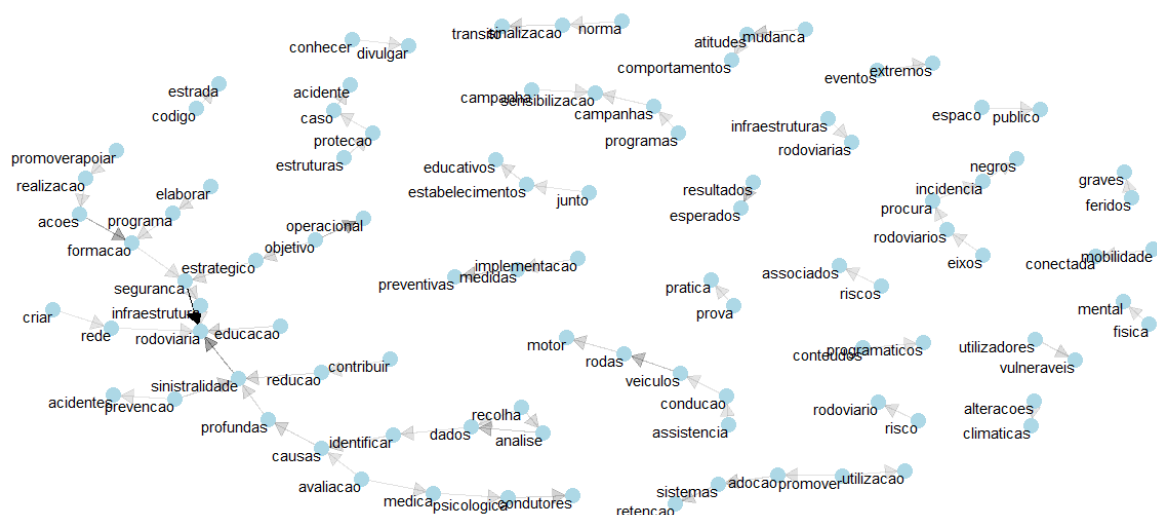 transito
sinalizacao
norma
conhecer
divulgar
atitudes
mudanca
comportamentos
eventos
extremos
estrada
codigo
acidente
caso
protecao
estruturas
campanha
sensibilizacao
campanhas
programas
infraestruturas
rodoviarias
espaco
publico
promoverapoiar
realizacao
acoes
elaborar
programa
formacao
educativos
estabelecimentos
junto
resultados
esperados
negros
incidencia
procura
rodoviarios
eixos
graves
feridos
operacional
objetivo
estrategico
seguranca
infraestrutura
criar
rede
rodoviaria
educacao
implementacao
medidas
preventivas
pratica
prova
associados
riscos
mobilidade
conectada
mental
fisica
sinistralidade
reducao
contribuir
acidentes
prevencao
motor
rodas
veiculos
conducao
assistencia
conteudos
programaticos
utilizadores
vulneraveis
profundas
causas
identificar
dados
recolha
analise
rodoviario
risco
alteracoes
climaticas
avaliacao
medica
psicologica
condutores
sistemas
retencao
adocao
promover
utilizacao